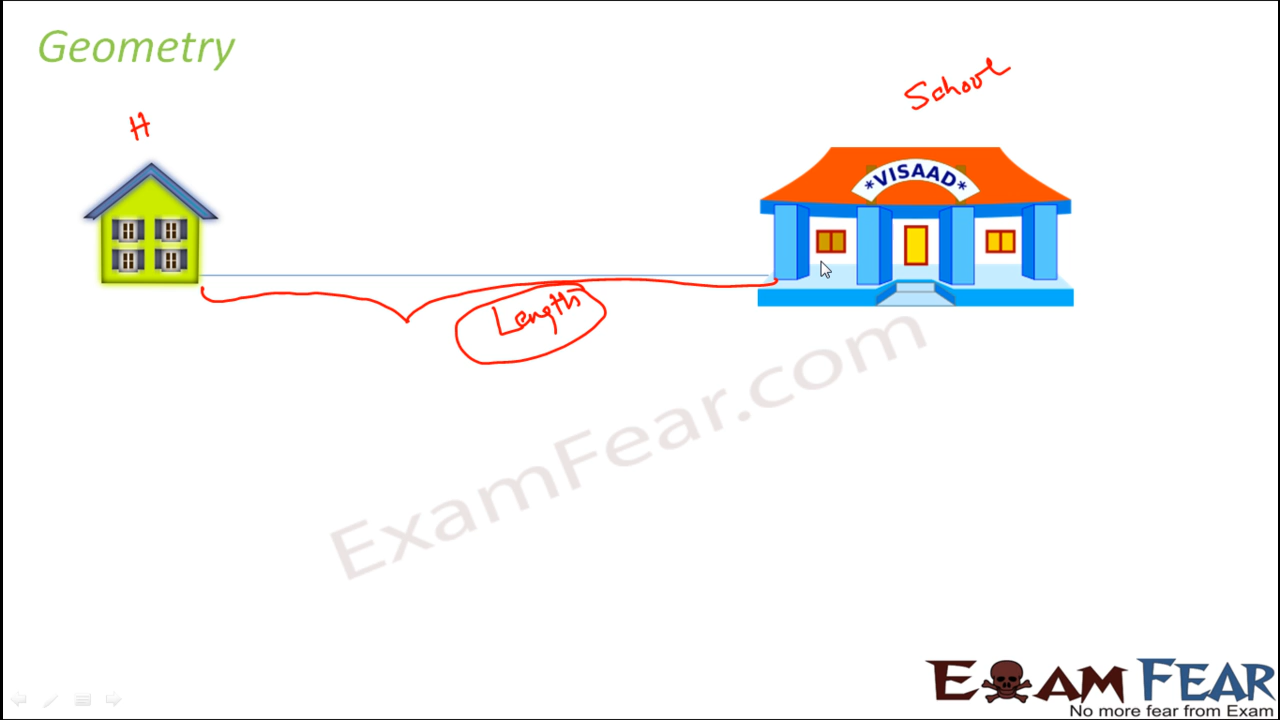 Geometry
School
H
*VISAAD*
Length
ExamFear.com
EXAM FEAR
No more fear from Exam